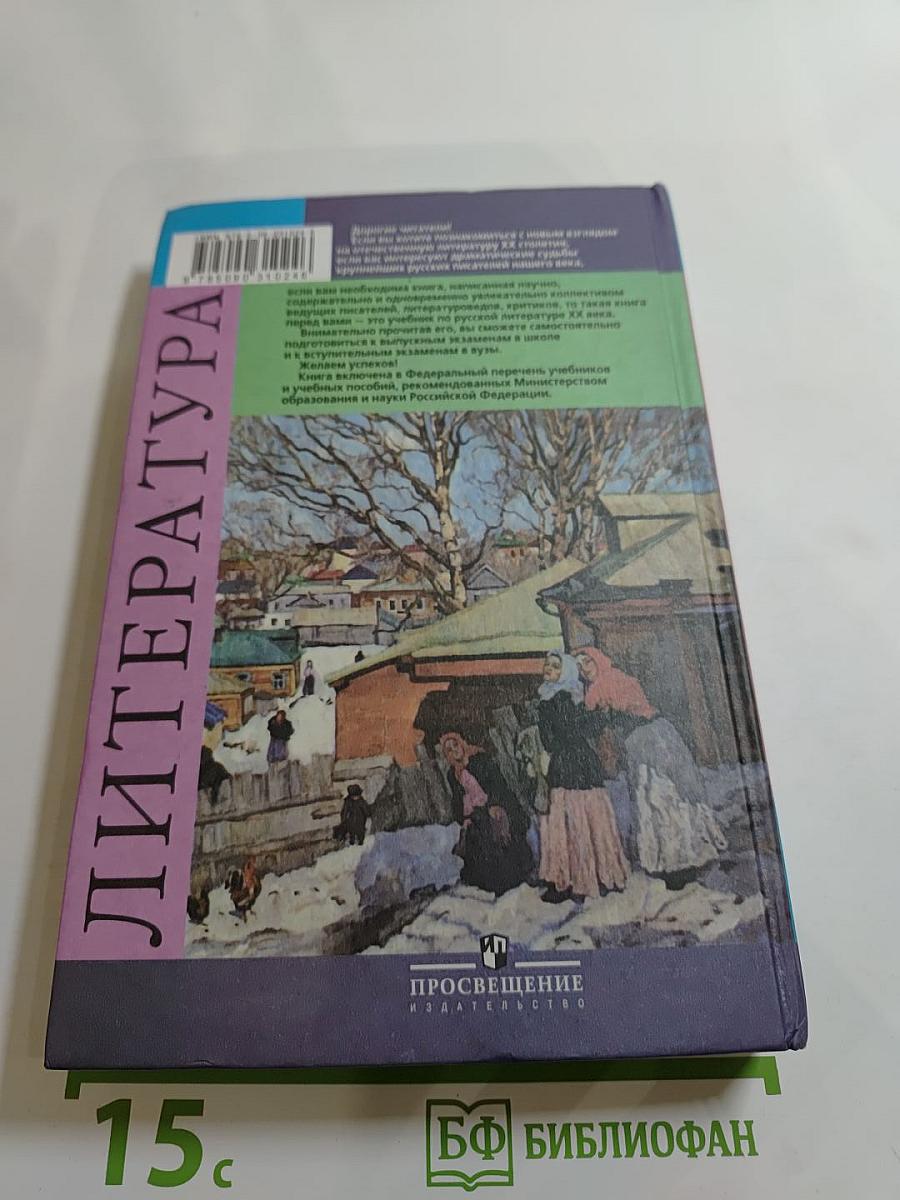 Дорогие читатели!
Если вы хотите познакомиться с новым взглядом
на отечественную литературу XX столетия,
если вас интересуют драматические судьбы
крупнейших русских писателей нашего века,
если вам необходима книга, написанная научно,
содержательно и одновременно увлекательно коллективом
ведущих писателей, литературоведов, критиков, то такая книга
перед вами — это учебник по русской литературе XX века.
Внимательно прочитав его, вы сможете самостоятельно
подготовиться к выпускным экзаменам в школе
и к вступительным экзаменам в вузы.
Желаем успехов!
Книга включена в Федеральный перечень учебников
и учебных пособий, рекомендованных Министерством
образования и науки Российской Федерации.
ЛИТЕРАТУРА
ПРОСВЕЩЕНИЕ
ИЗДАТЕЛЬСТВО
15 с
БФ БИБЛИОФАН